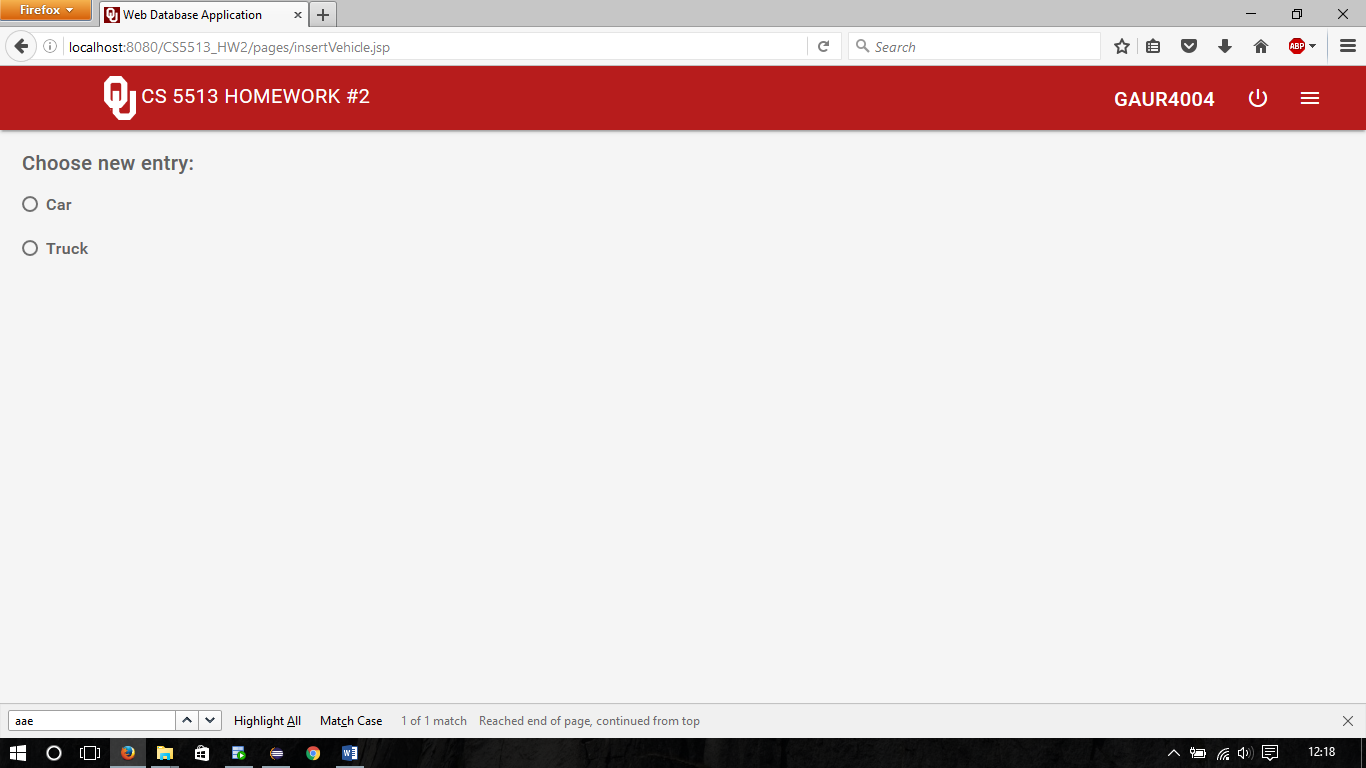 Firefox
Web Database Application
localhost:8080/CS5513_HW2/pages/insertVehicle.jsp
Search
ABP
OU CS 5513 HOMEWORK #2
GAUR4004
Choose new entry:
Car
Truck
aae
Highlight All
Match Case
1 of 1 match
Reached end of page, continued from top
12:18